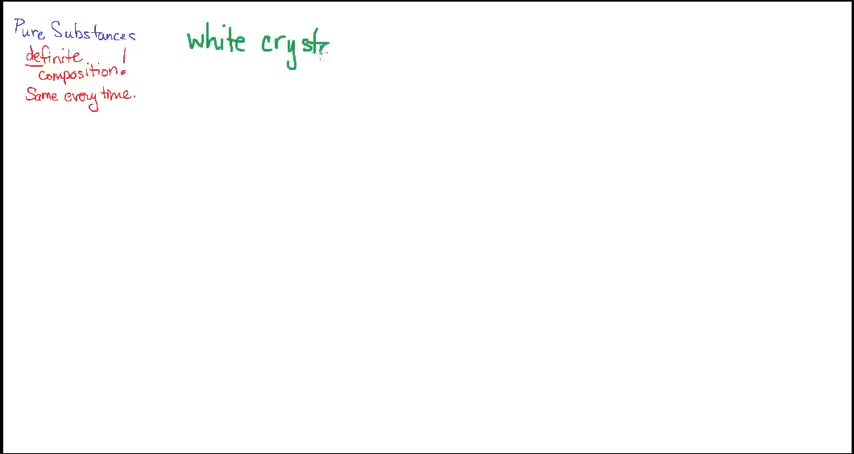 Pure Substances
definite
composition!
Same every time.
white cryst